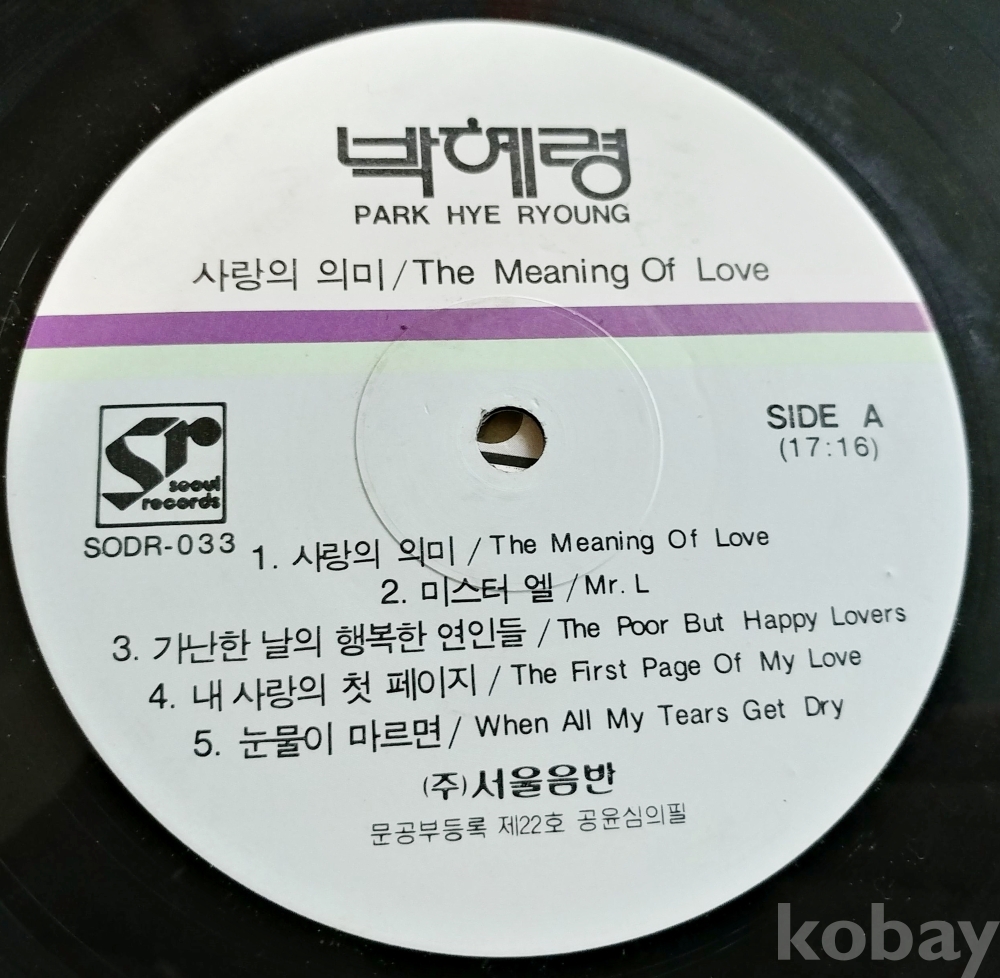 박혜령
PARK HYE RYOUNG
사랑의 의미/The Meaning Of Love
SIDE A
(17:16)
sr
seoul
records
SODR-033
1. 사랑의 의미/The Meaning Of Love
2. 미스터 엘/Mr. L
3. 가난한 날의 행복한 연인들/The Poor But Happy Lovers
4. 내 사랑의 첫 페이지/The First Page Of My Love
5. 눈물이 마르면/When All My Tears Get Dry
(주)서울음반
문공부등록 제22호 공윤심의필
kobay